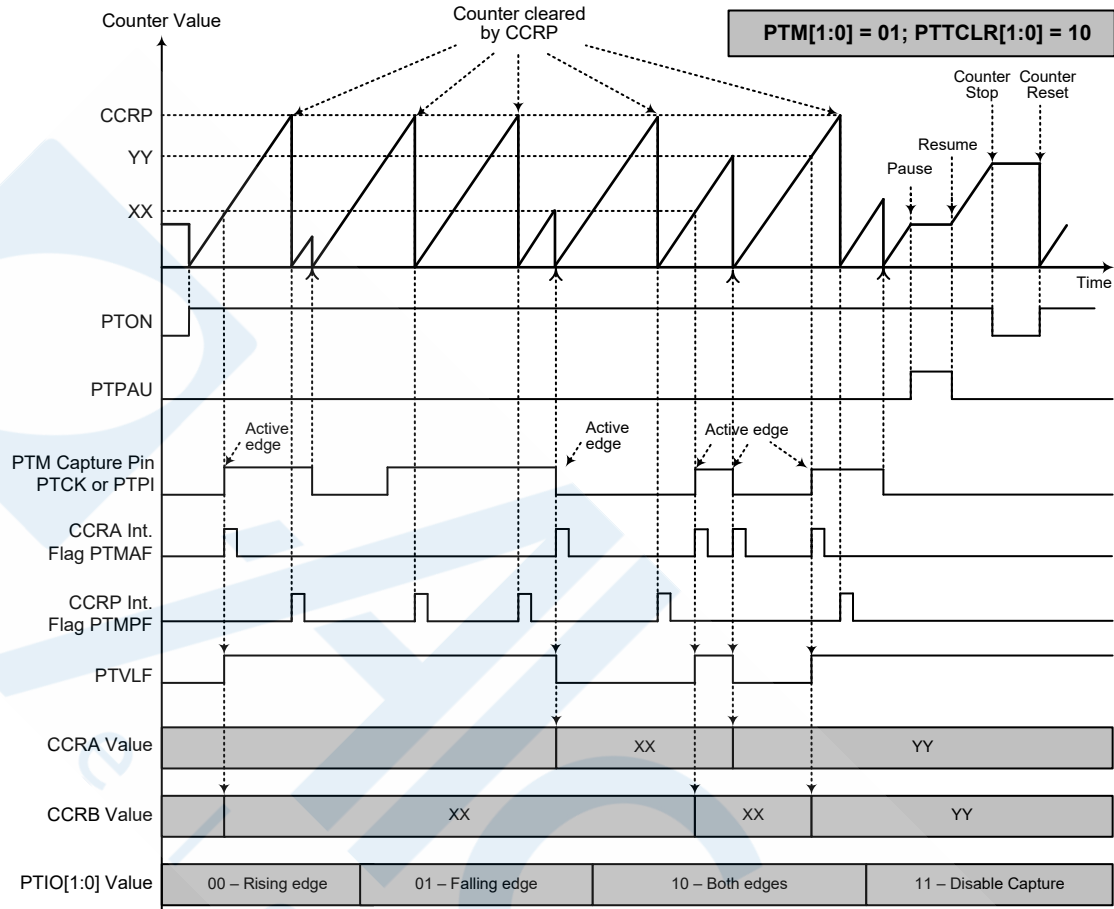 Counter Value
Counter cleared
by CCRP
PTM[1:0] = 01; PTTCLR[1:0] = 10
Counter
Stop
Counter
Reset
CCRP
YY
Resume
Pause
XX
Time
PTON
PTPAU
Active
edge
Active
edge
Active edge
PTM Capture Pin
PTCK or PTPI
CCRA Int.
Flag PTMAF
CCRP Int.
Flag PTMPF
PTVLF
CCRA Value
XX
YY
CCRB Value
XX
XX
YY
PTIO[1:0] Value
00 – Rising edge
01 – Falling edge
10 – Both edges
11 – Disable Capture